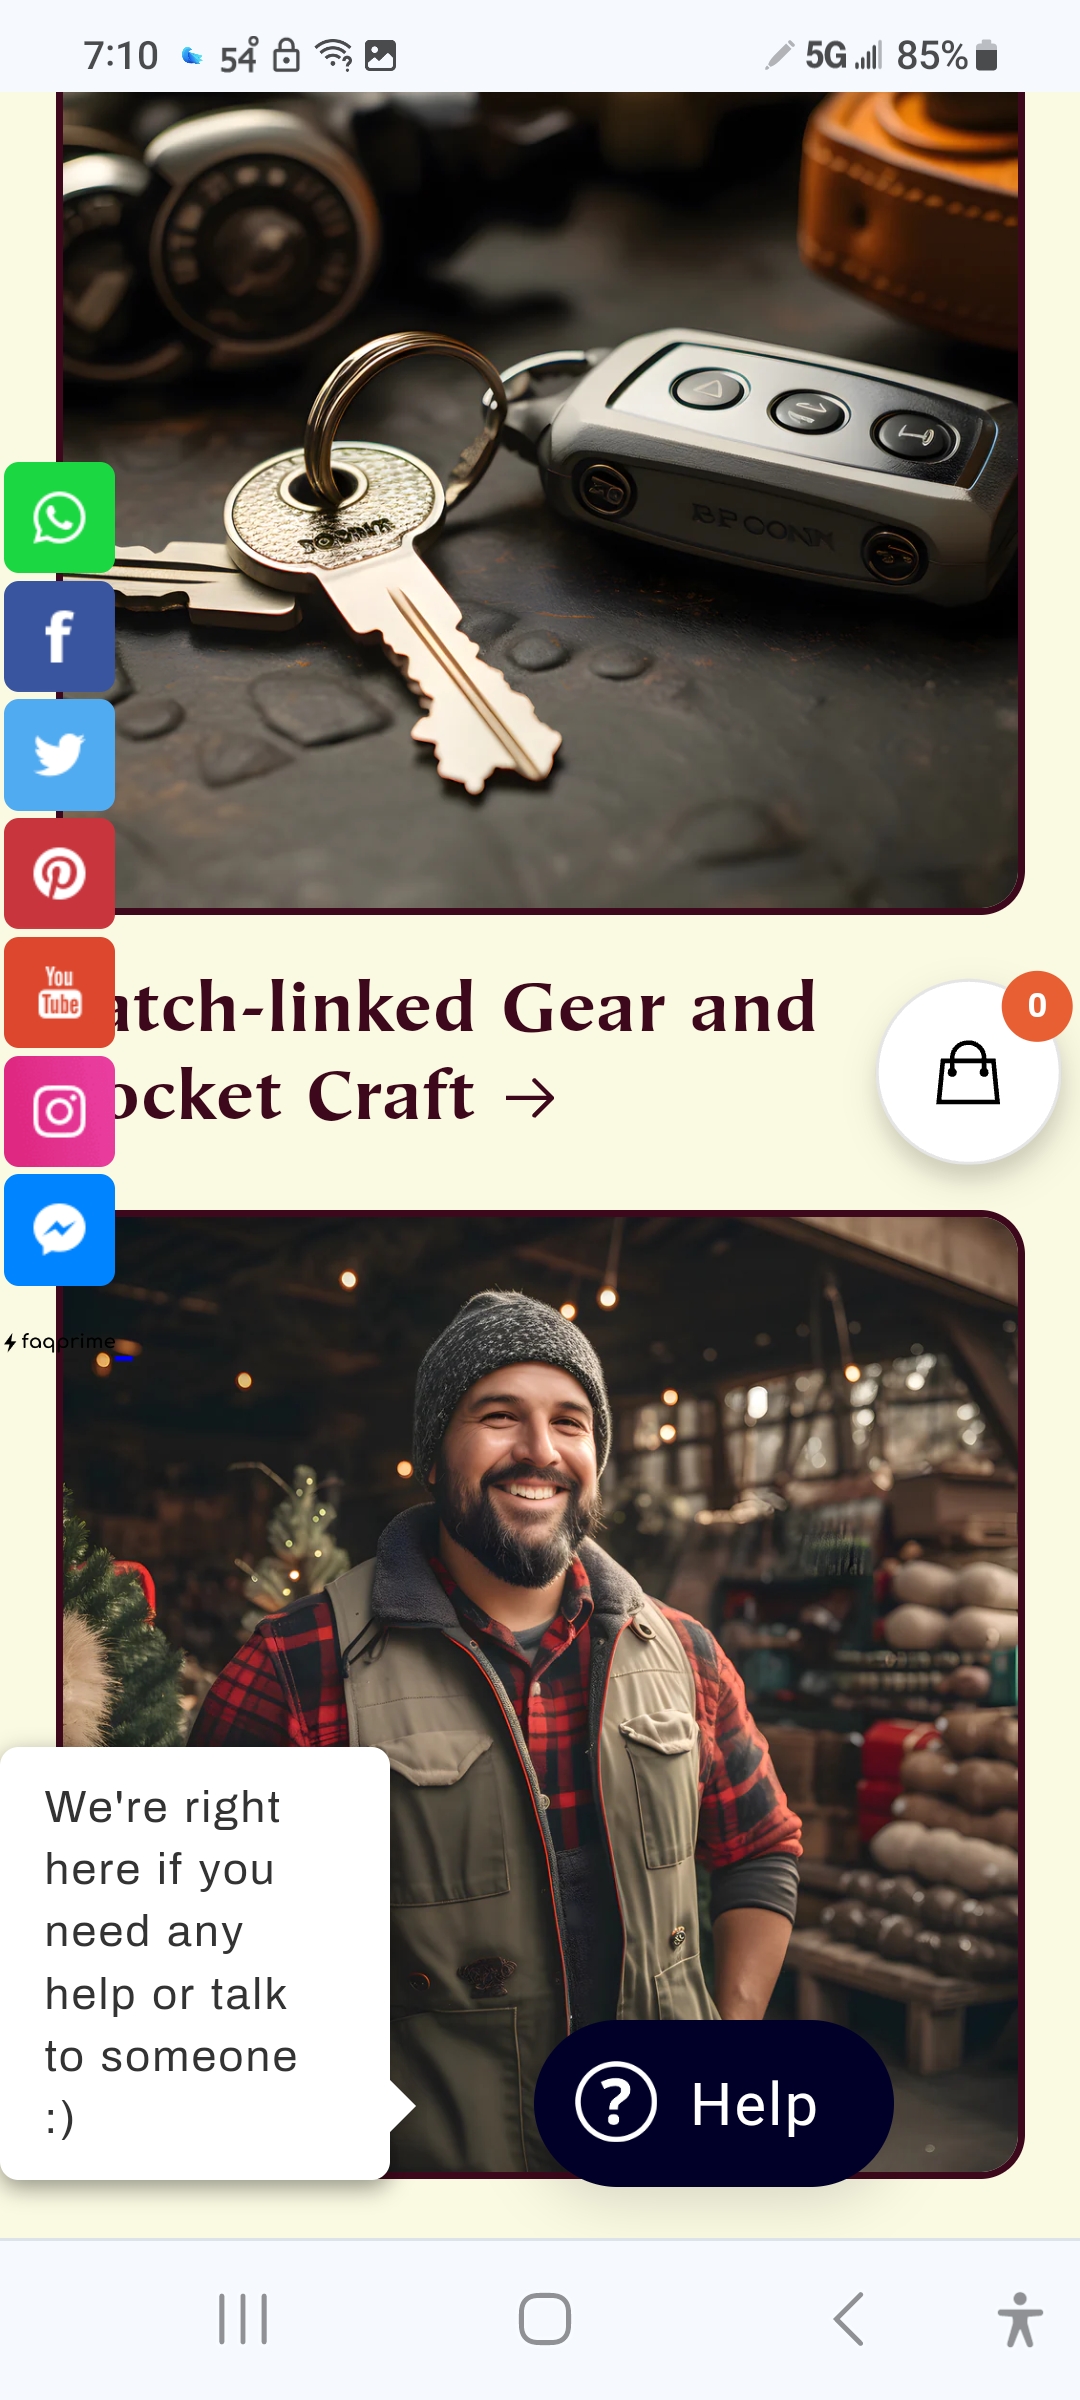 7:10 54° 5G 85%
You
Tube
atch-linked Gear and
ocket Craft →
0
faqprime
We're right
here if you
need any
help or talk
to someone
:)
? Help